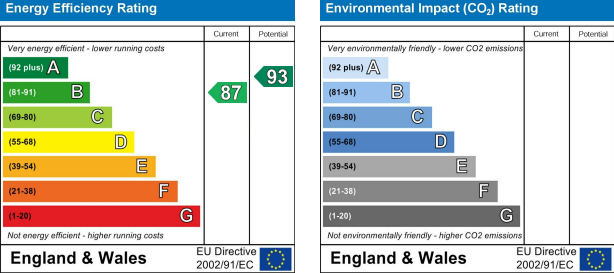 Energy Efficiency Rating
Current Potential
Very energy efficient - lower running costs
(92 plus) A
(81-91) B
(69-80) C
(55-68) D
(39-54) E
(21-38) F
(1-20) G
87
93
Not energy efficient - higher running costs
England & Wales
EU Directive
2002/91/EC
Environmental Impact (CO2) Rating
Current Potential
Very environmentally friendly - lower CO2 emissions
(92 plus) A
(81-91) B
(69-80) C
(55-68) D
(39-54) E
(21-38) F
(1-20) G
Not environmentally friendly - higher CO2 emissions
England & Wales
EU Directive
2002/91/EC